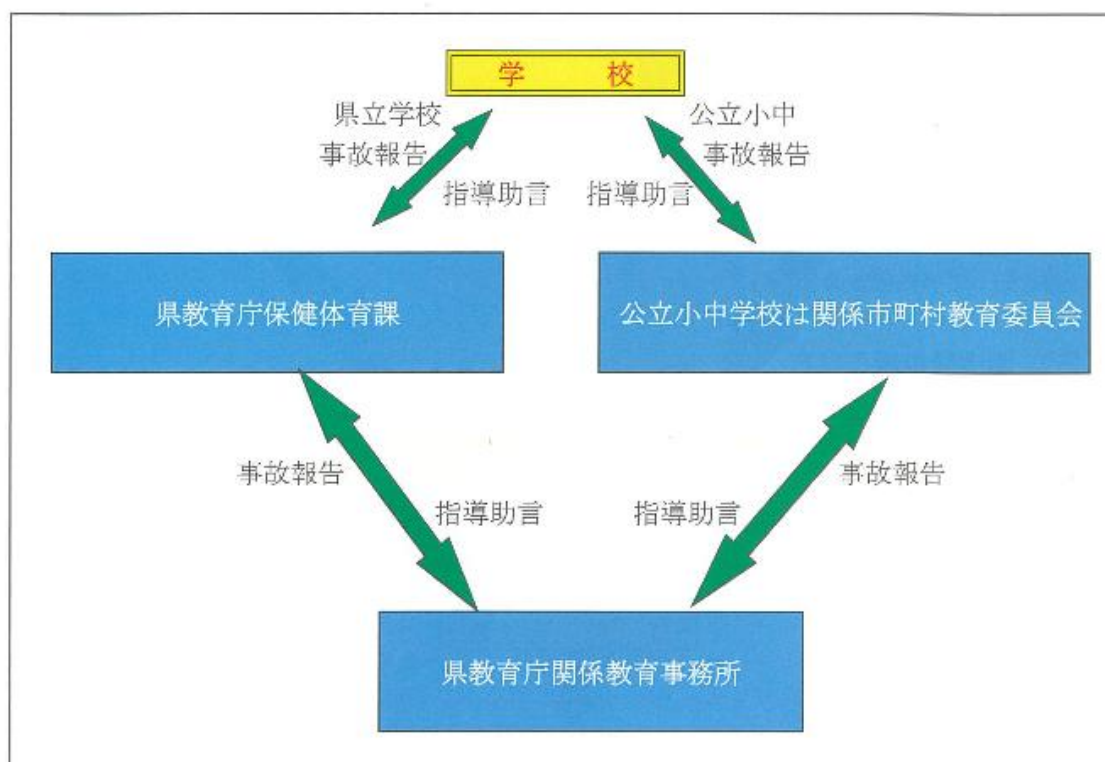 学　　校
県立学校
事故報告
指導助言
公立小中
事故報告
指導助言
県教育庁保健体育課
公立小中学校は関係市町村教育委員会
事故報告
指導助言
事故報告
指導助言
県教育庁関係教育事務所